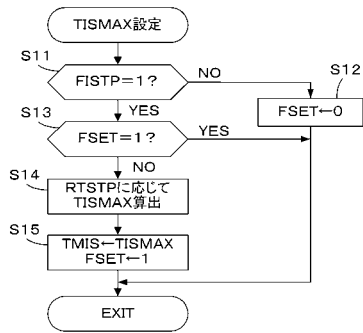 TISMAX設定
S11
FISTP=1?
NO
S12
FSET←0
YES
S13
FSET=1?
YES
NO
S14
RTSTPに応じて
TISMAX算出
S15
TMIS←TISMAX
FSET←1
EXIT